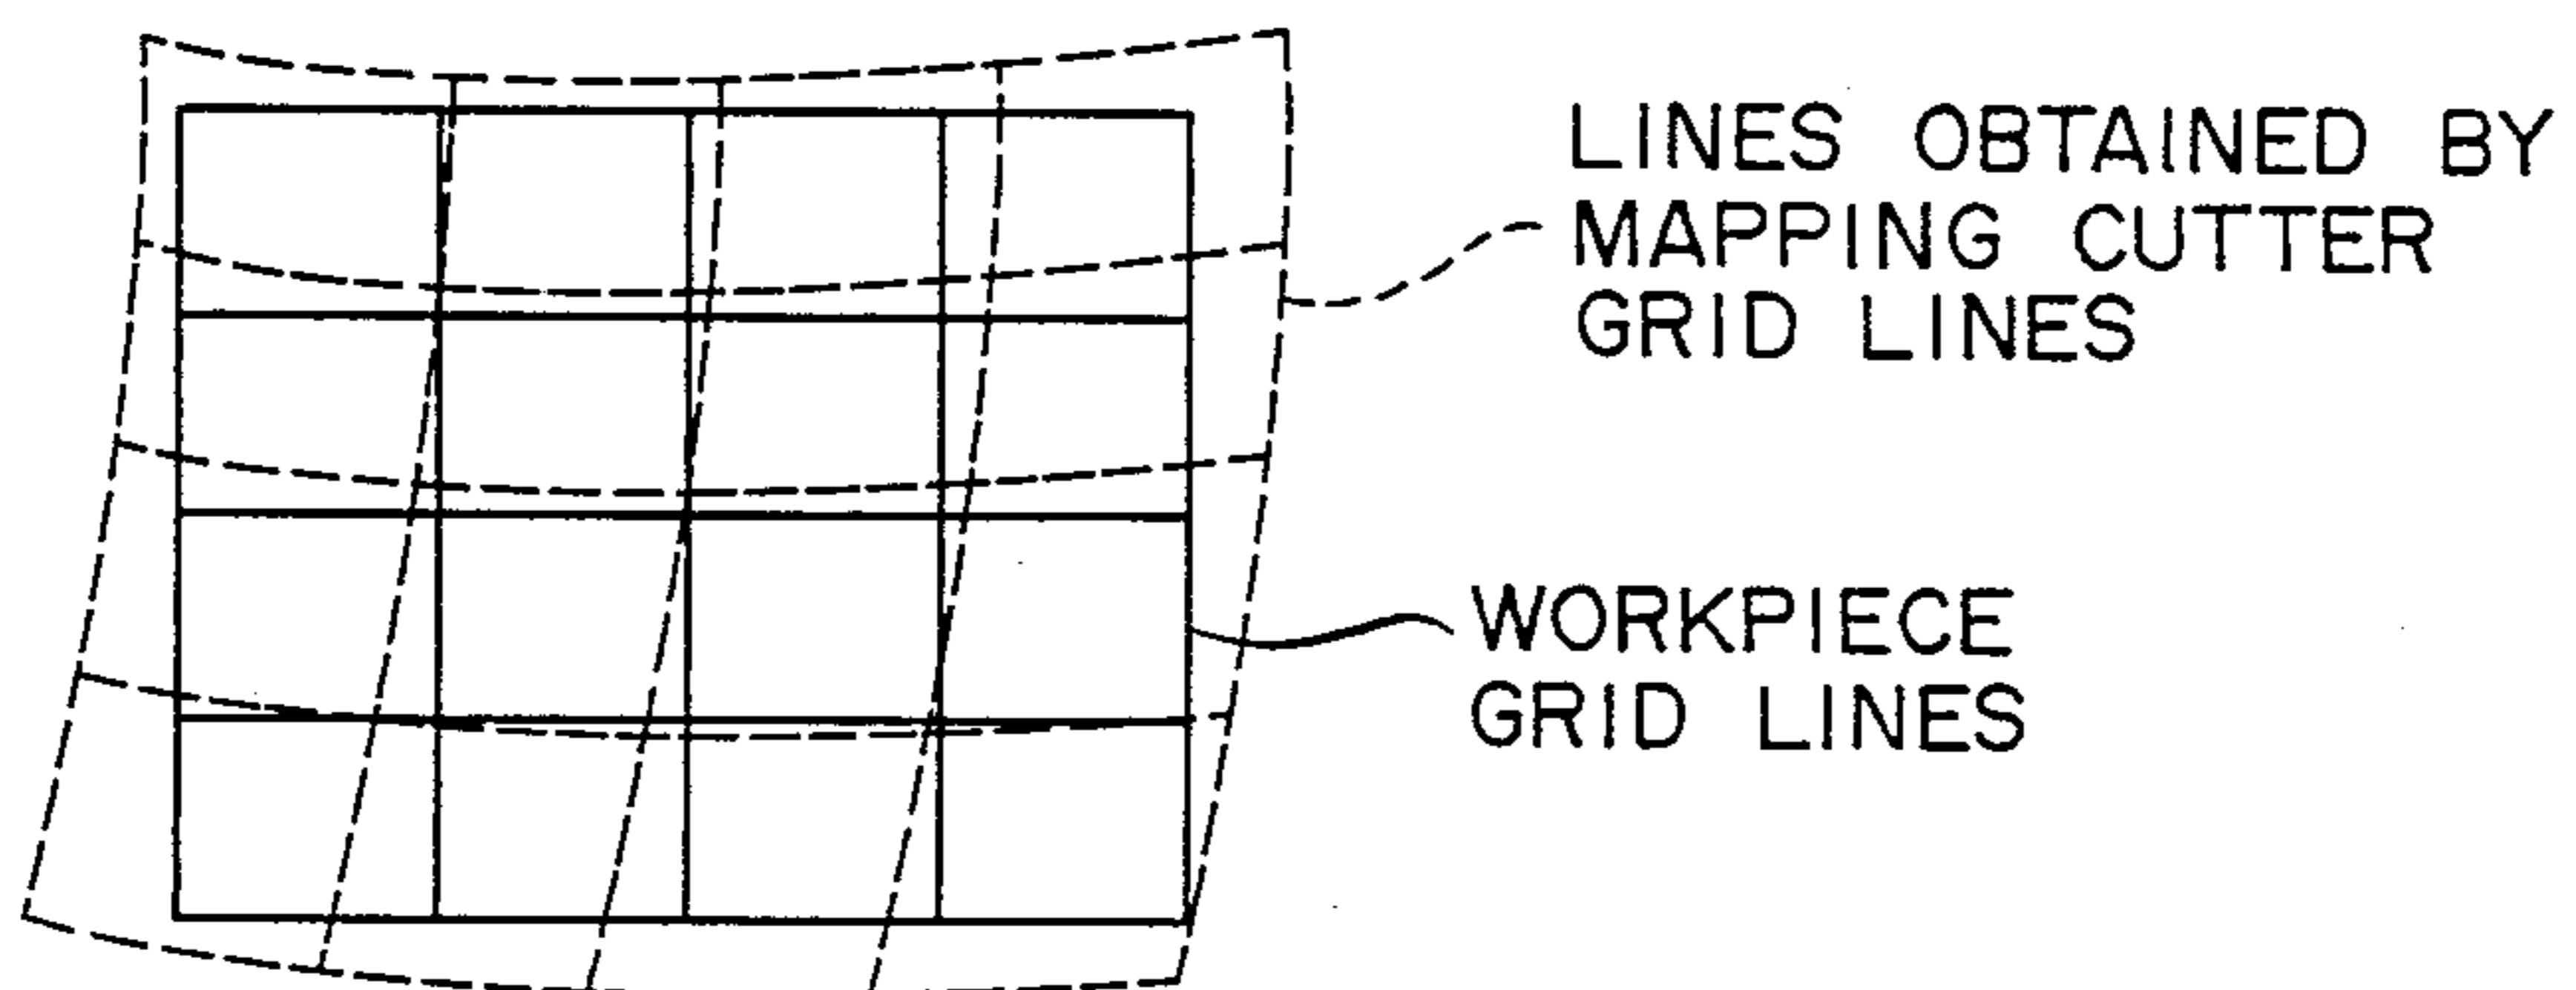 LINES OBTAINED BY
MAPPING CUTTER
GRID LINES
WORKPIECE
GRID LINES